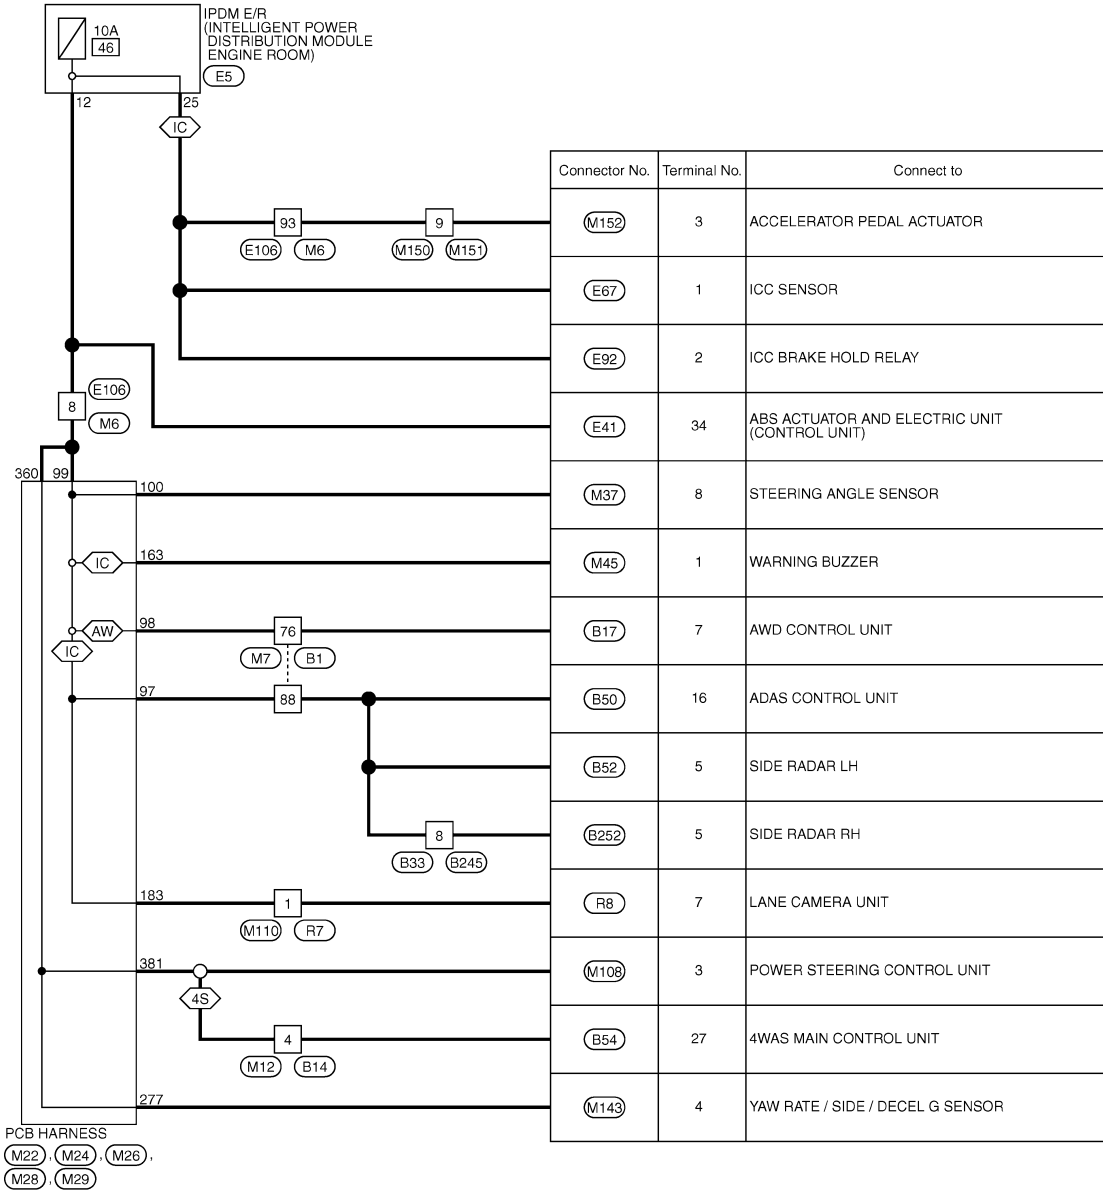 IPDM E/R
(INTELLIGENT POWER
DISTRIBUTION MODULE
ENGINE ROOM)
E5
10A
46
12
25
IC
Connector No. Terminal No. Connect to
93
E106 M6
9
M150 M151
M152 3 ACCELERATOR PEDAL ACTUATOR
E67 1 ICC SENSOR
E92 2 ICC BRAKE HOLD RELAY
E106
8
M6
E41 34 ABS ACTUATOR AND ELECTRIC UNIT
(CONTROL UNIT)
360 99
100
M37 8 STEERING ANGLE SENSOR
IC
163
M45 1 WARNING BUZZER
AW
98
76
B17 7 AWD CONTROL UNIT
IC
M7 B1
97
88
B50 16 ADAS CONTROL UNIT
B52 5 SIDE RADAR LH
8
B33 B245
B252 5 SIDE RADAR RH
183
1
M110 R7
R8 7 LANE CAMERA UNIT
381
M108 3 POWER STEERING CONTROL UNIT
4S
4
M12 B14
B54 27 4WAS MAIN CONTROL UNIT
277
M143 4 YAW RATE / SIDE / DECEL G SENSOR
PCB HARNESS
M22 , M24 , M26 ,
M28 , M29